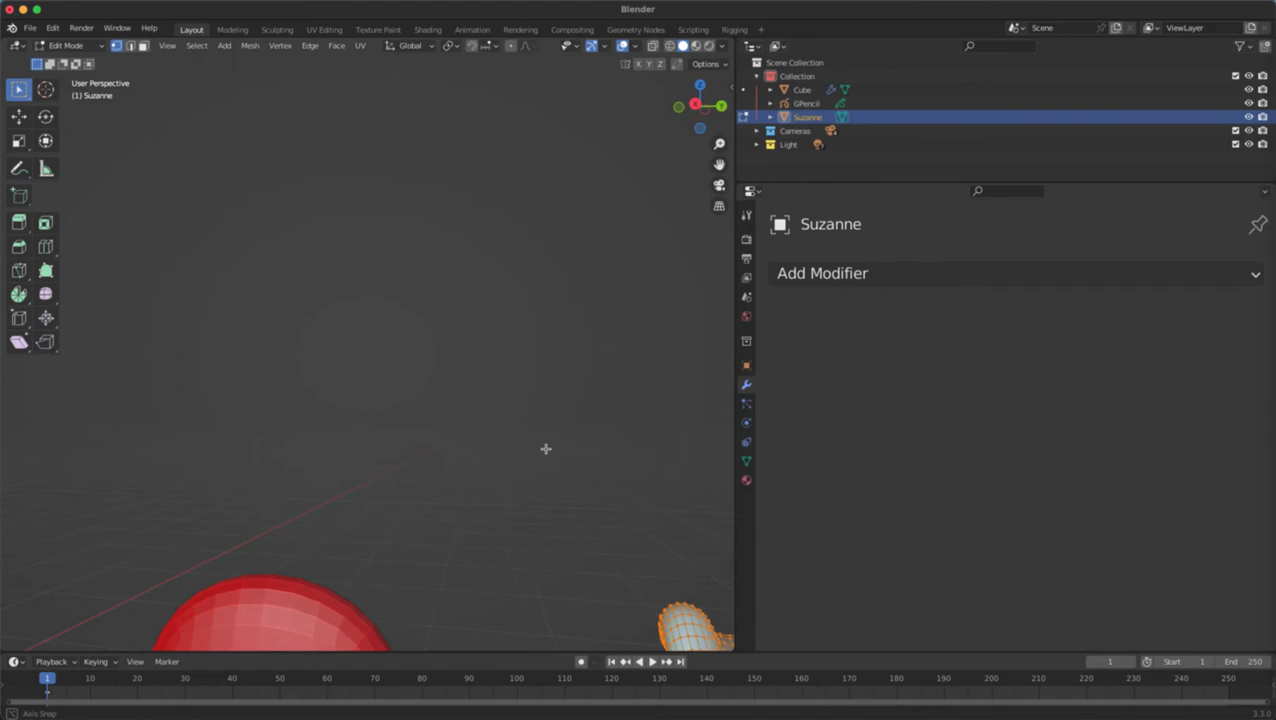 Blender
File Edit Render Window Help Layout Modeling Sculpting UV Editing Texture Paint Shading Animation Rendering Compositing Geometry Nodes Scripting Rigging + Scene ViewLayer
Edit Mode View Select Add Mesh Vertex Edge Face UV Global
X Y Z Options
User Perspective
(1) Suzanne
Z
X Y
Scene Collection
Collection
Cube
GPencil
Suzanne
Cameras
Light
Suzanne
Add Modifier
Playback Keying View Marker 1 Start 1 End 250
1 10 20 30 40 50 60 70 80 90 100 110 120 130 140 150 160 170 180 190 200 210 220 230 240 250
Axis Snap 3.3.0